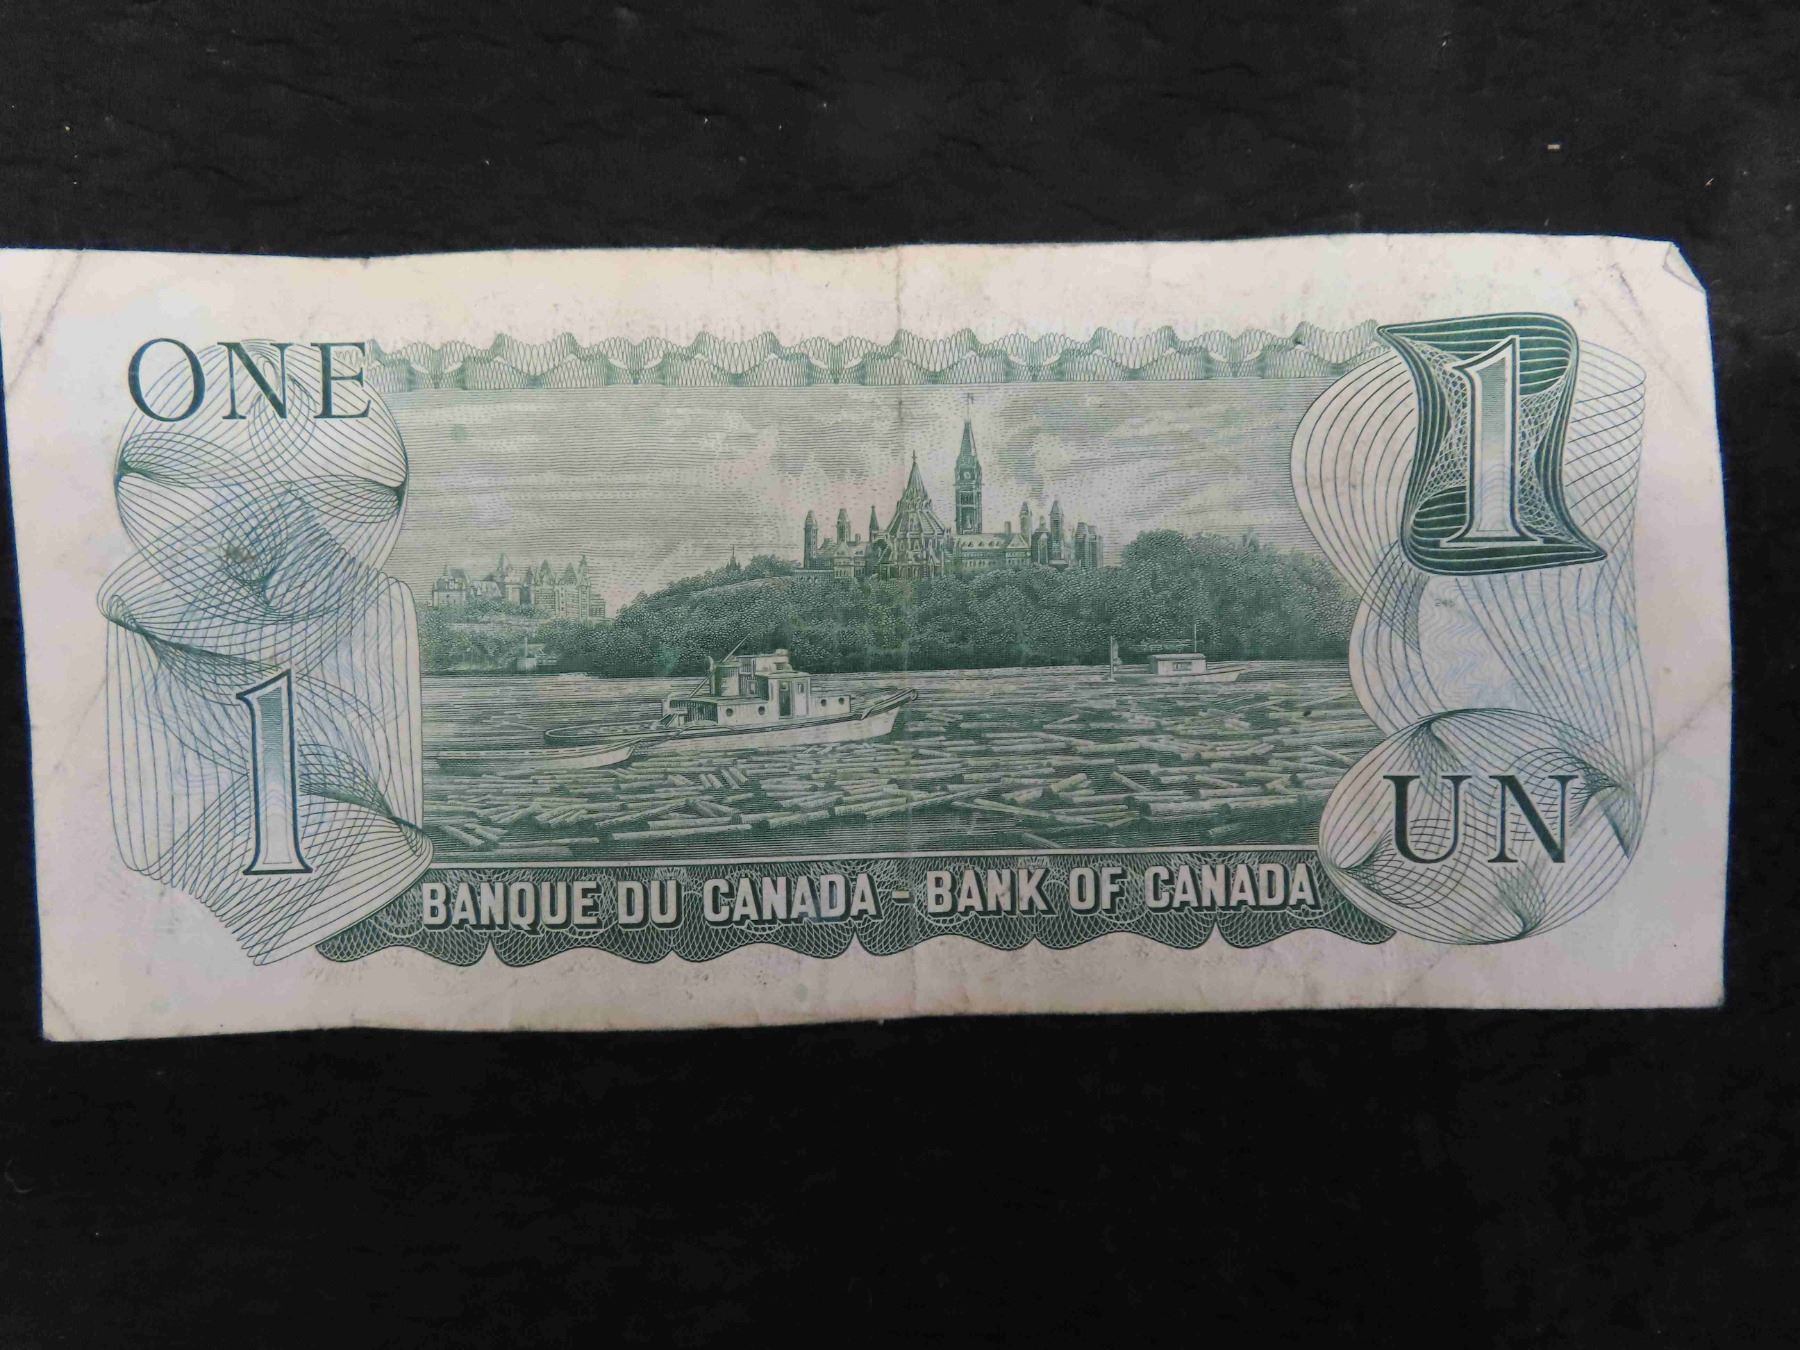 ONE
1
1
UN
BANQUE DU CANADA - BANK OF CANADA